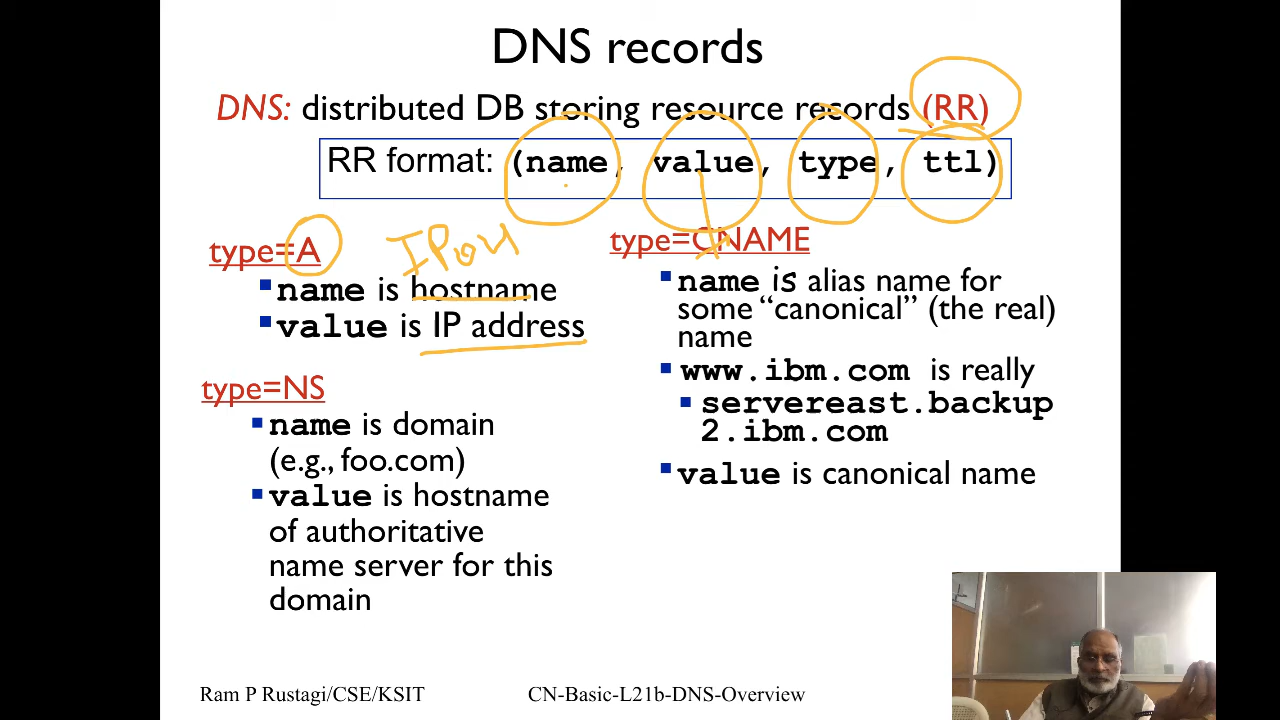 DNS records
DNS: distributed DB storing resource records (RR)
RR format: (name, value, type, ttl)
type=A
IPv4
name is hostname
value is IP address
type=NS
name is domain
(e.g., foo.com)
value is hostname
of authoritative
name server for this
domain
type=CNAME
name is alias name for
some “canonical” (the real)
name
www.ibm.com is really
servereast.backup
2.ibm.com
value is canonical name
Ram P Rustagi/CSE/KSIT
CN-Basic-L21b-DNS-Overview